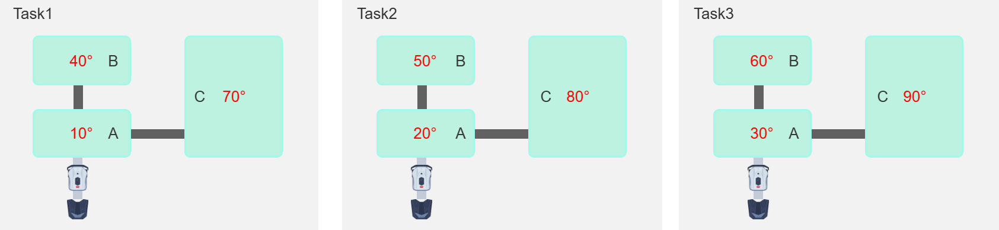 Task1
40° B
C 70°
10° A
Task2
50° B
C 80°
20° A
Task3
60° B
C 90°
30° A